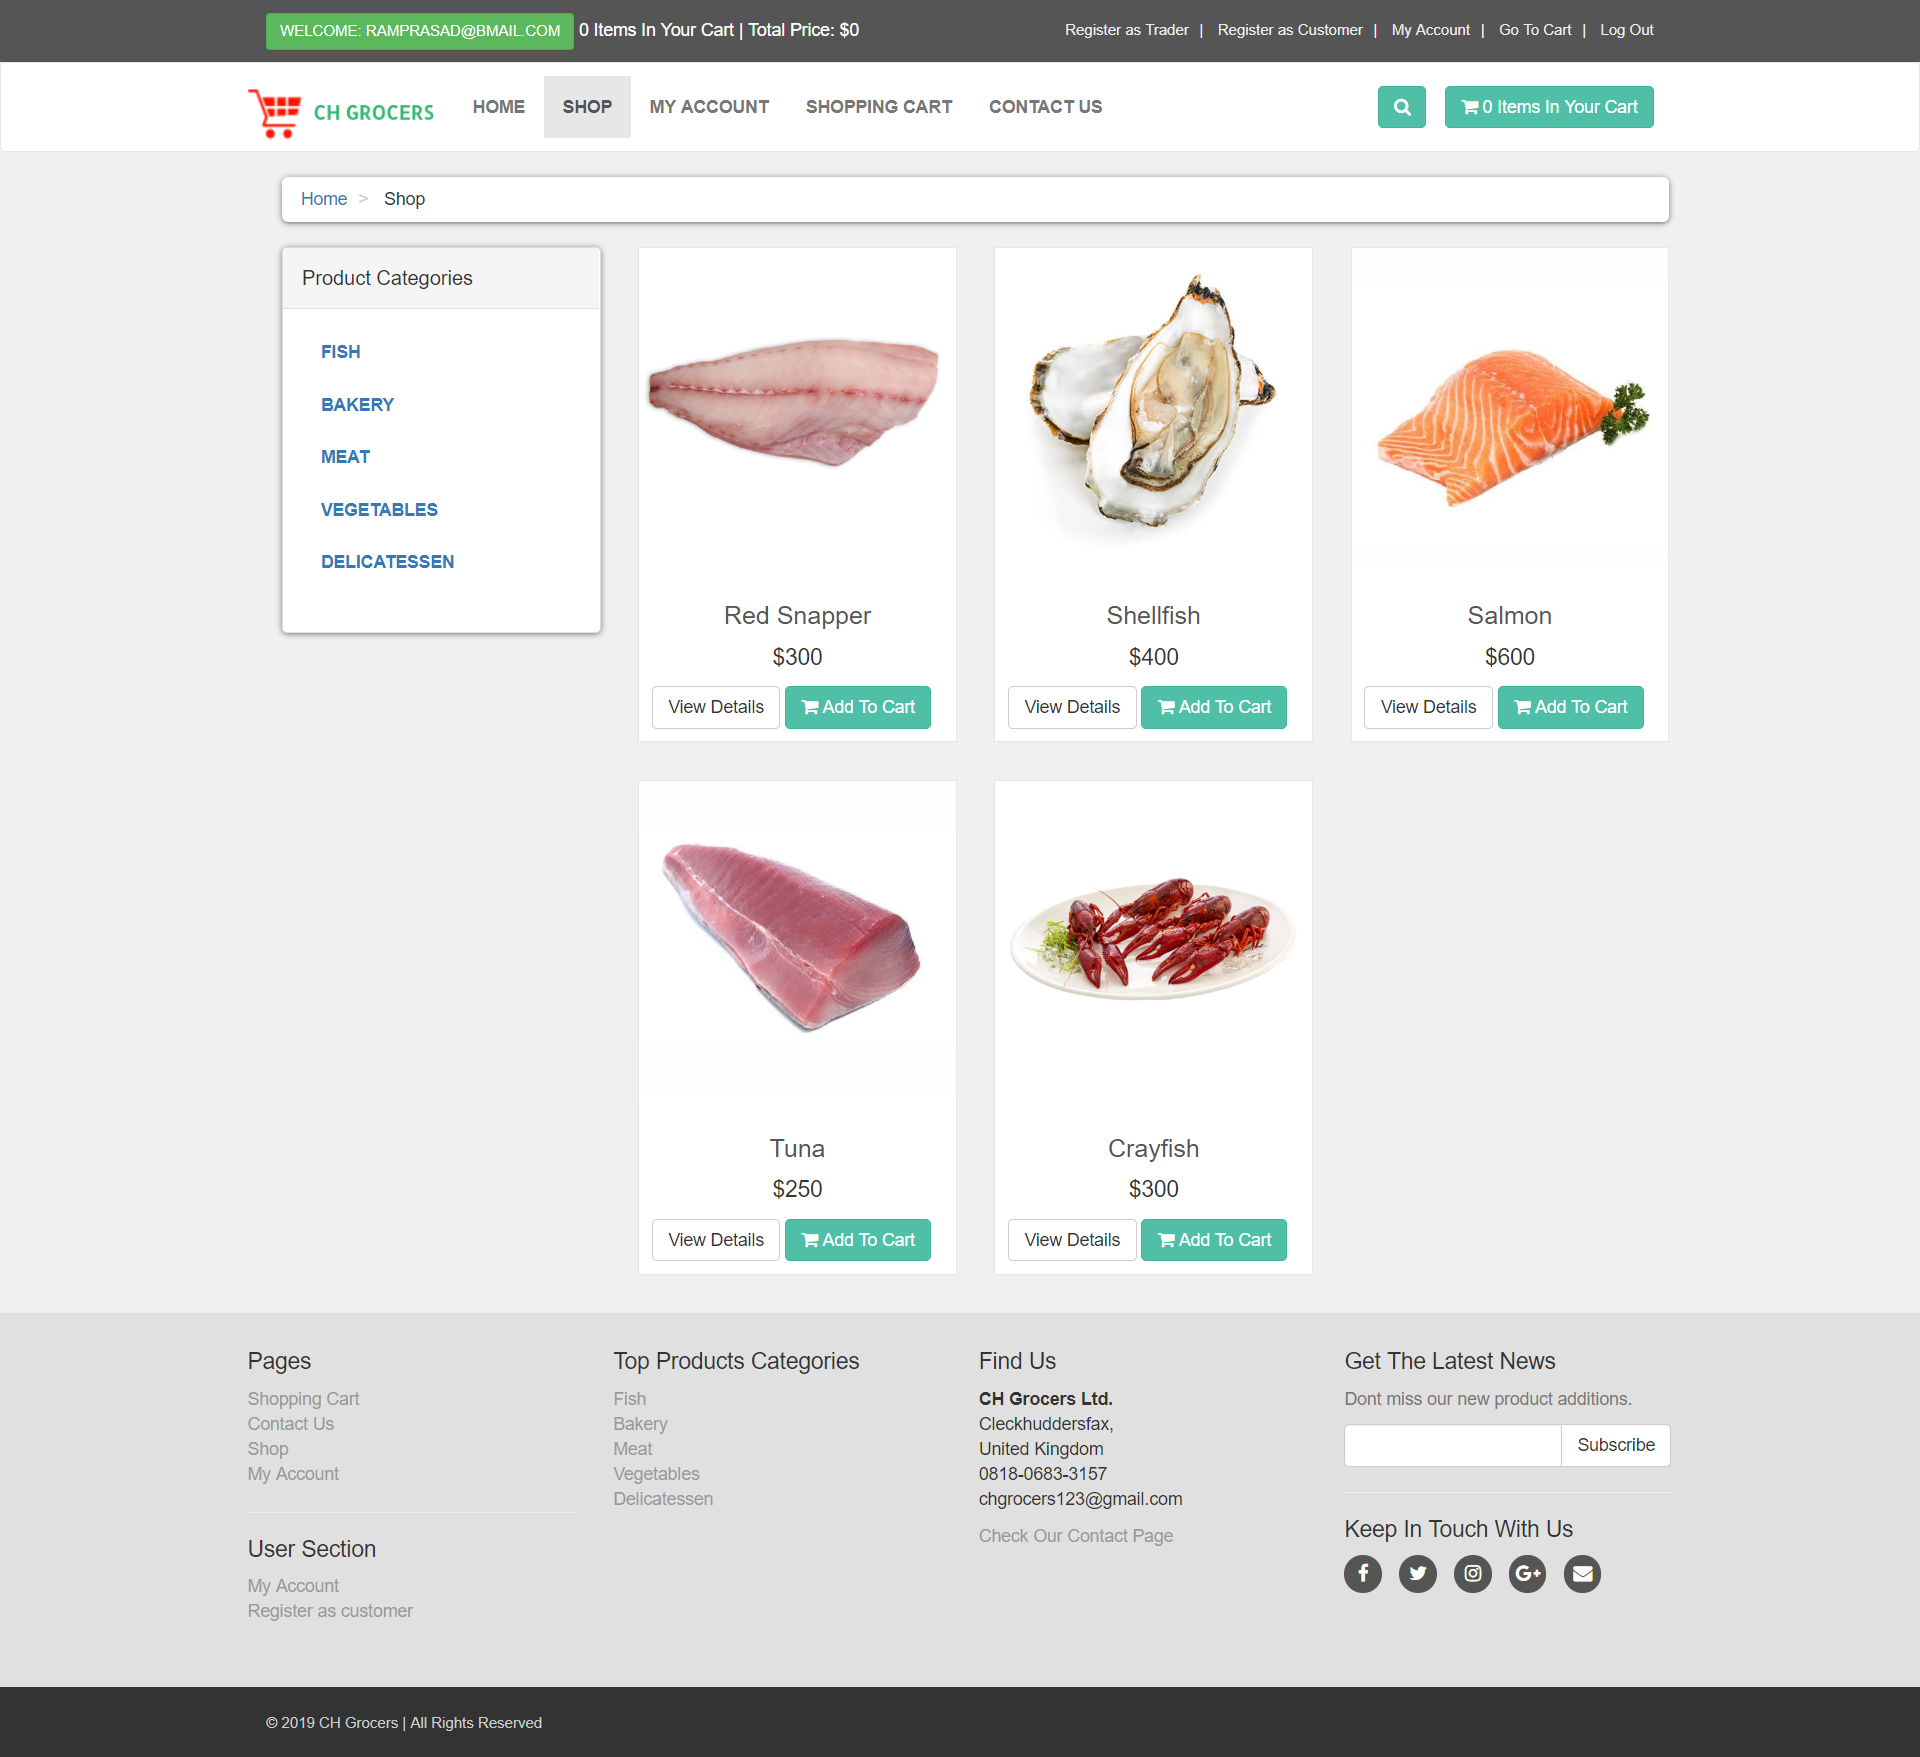 WELCOME: RAMPRASAD@BMAIL.COM 0 Items In Your Cart | Total Price: $0
Register as Trader | Register as Customer | My Account | Go To Cart | Log Out
CH GROCERS
HOME SHOP MY ACCOUNT SHOPPING CART CONTACT US
0 Items In Your Cart
Home > Shop
Product Categories
FISH
BAKERY
MEAT
VEGETABLES
DELICATESSEN
Red Snapper
$300
View Details Add To Cart
Shellfish
$400
View Details Add To Cart
Salmon
$600
View Details Add To Cart
Tuna
$250
View Details Add To Cart
Crayfish
$300
View Details Add To Cart
Pages
Shopping Cart
Contact Us
Shop
My Account
User Section
My Account
Register as customer
Top Products Categories
Fish
Bakery
Meat
Vegetables
Delicatessen
Find Us
CH Grocers Ltd.
Cleckhuddersfax,
United Kingdom
0818-0683-3157
chgrocers123@gmail.com
Check Our Contact Page
Get The Latest News
Dont miss our new product additions.
Subscribe
Keep In Touch With Us
© 2019 CH Grocers | All Rights Reserved